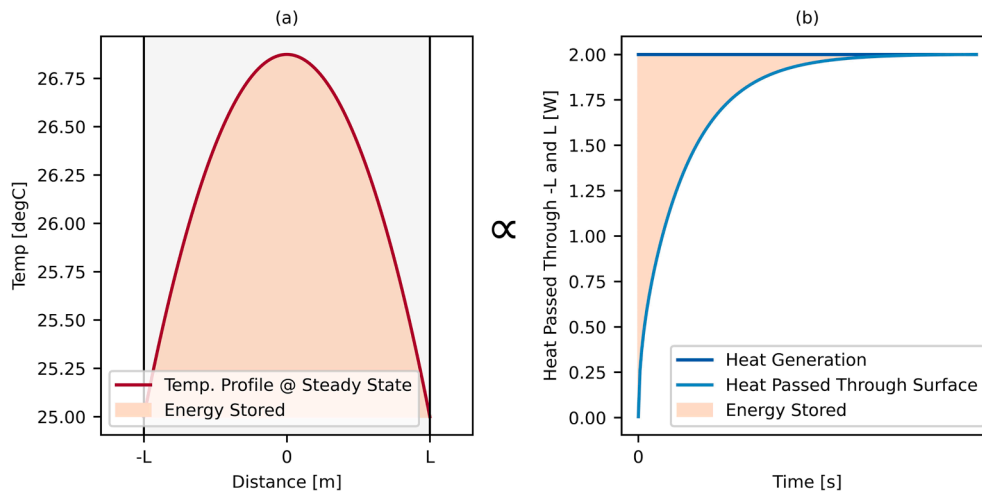 (a)
Temp [degC]
26.75
26.50
26.25
26.00
25.75
25.50
25.25
25.00
Temp. Profile @ Steady State
Energy Stored
-L
0
L
Distance [m]
∝
(b)
Heat Passed Through -L and L [W]
2.00
1.75
1.50
1.25
1.00
0.75
0.50
0.25
0.00
Heat Generation
Heat Passed Through Surface
Energy Stored
0
Time [s]